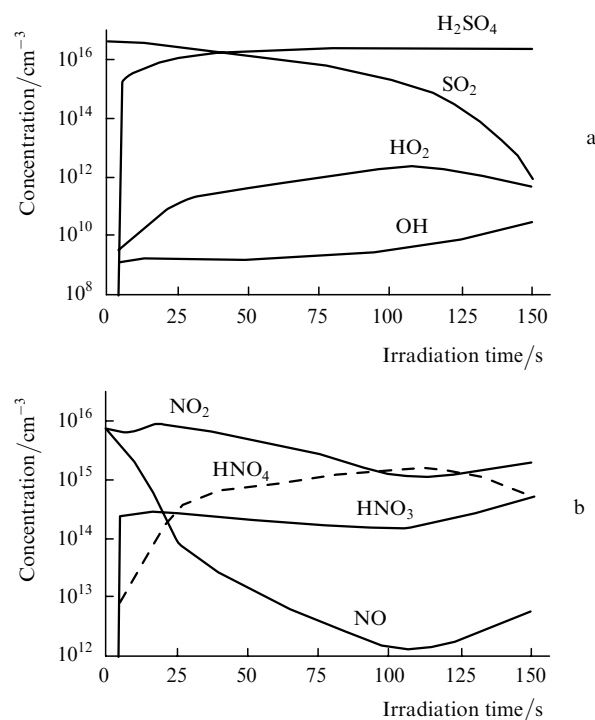 Concentration/cm⁻³
10¹⁶
10¹⁴
10¹²
10¹⁰
10⁸
H₂SO₄
SO₂
HO₂
OH
a
0 25 50 75 100 125 150
Irradiation time/s
Concentration/cm⁻³
10¹⁶
10¹⁵
10¹⁴
10¹³
10¹²
NO₂
HNO₄
HNO₃
NO
b
0 25 50 75 100 125 150
Irradiation time/s